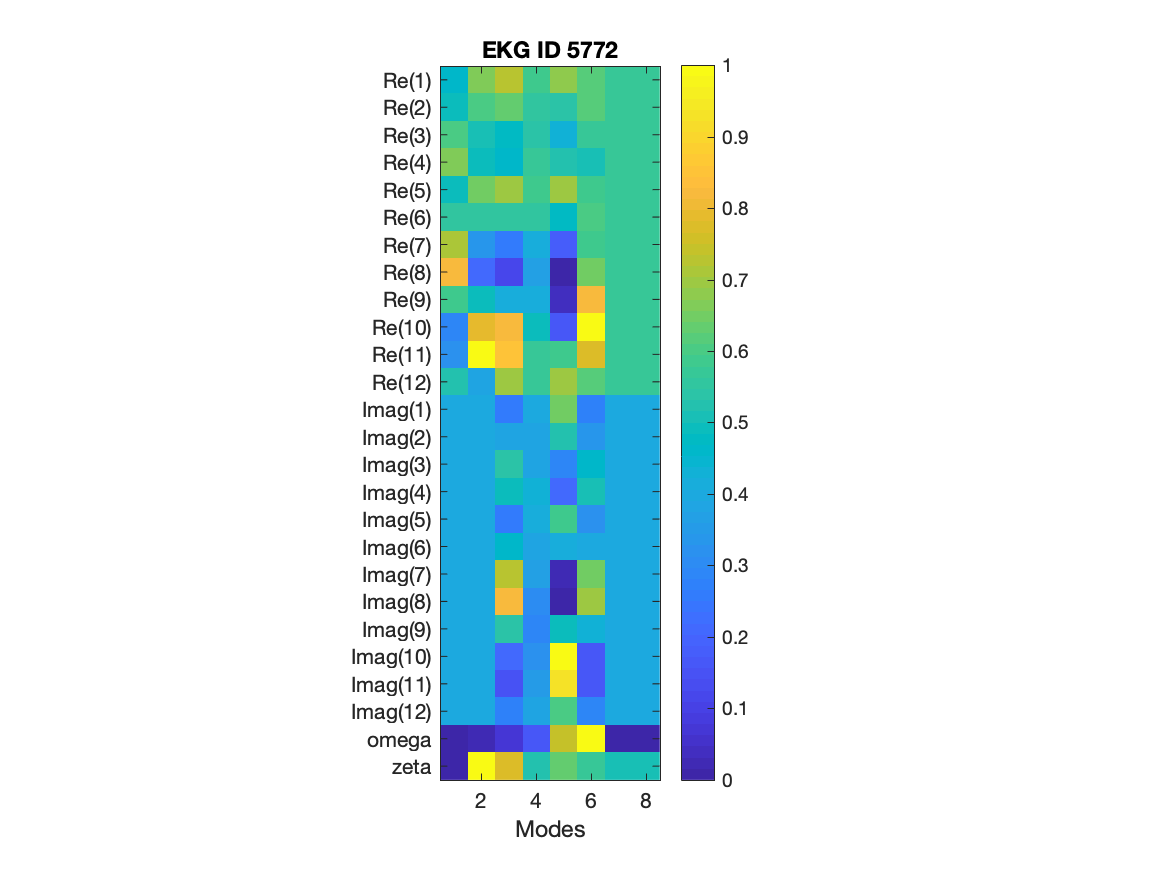 EKG ID 5772
Re(1)
Re(2)
Re(3)
Re(4)
Re(5)
Re(6)
Re(7)
Re(8)
Re(9)
Re(10)
Re(11)
Re(12)
Imag(1)
Imag(2)
Imag(3)
Imag(4)
Imag(5)
Imag(6)
Imag(7)
Imag(8)
Imag(9)
Imag(10)
Imag(11)
Imag(12)
omega
zeta
2 4 6 8
Modes
1
0.9
0.8
0.7
0.6
0.5
0.4
0.3
0.2
0.1
0